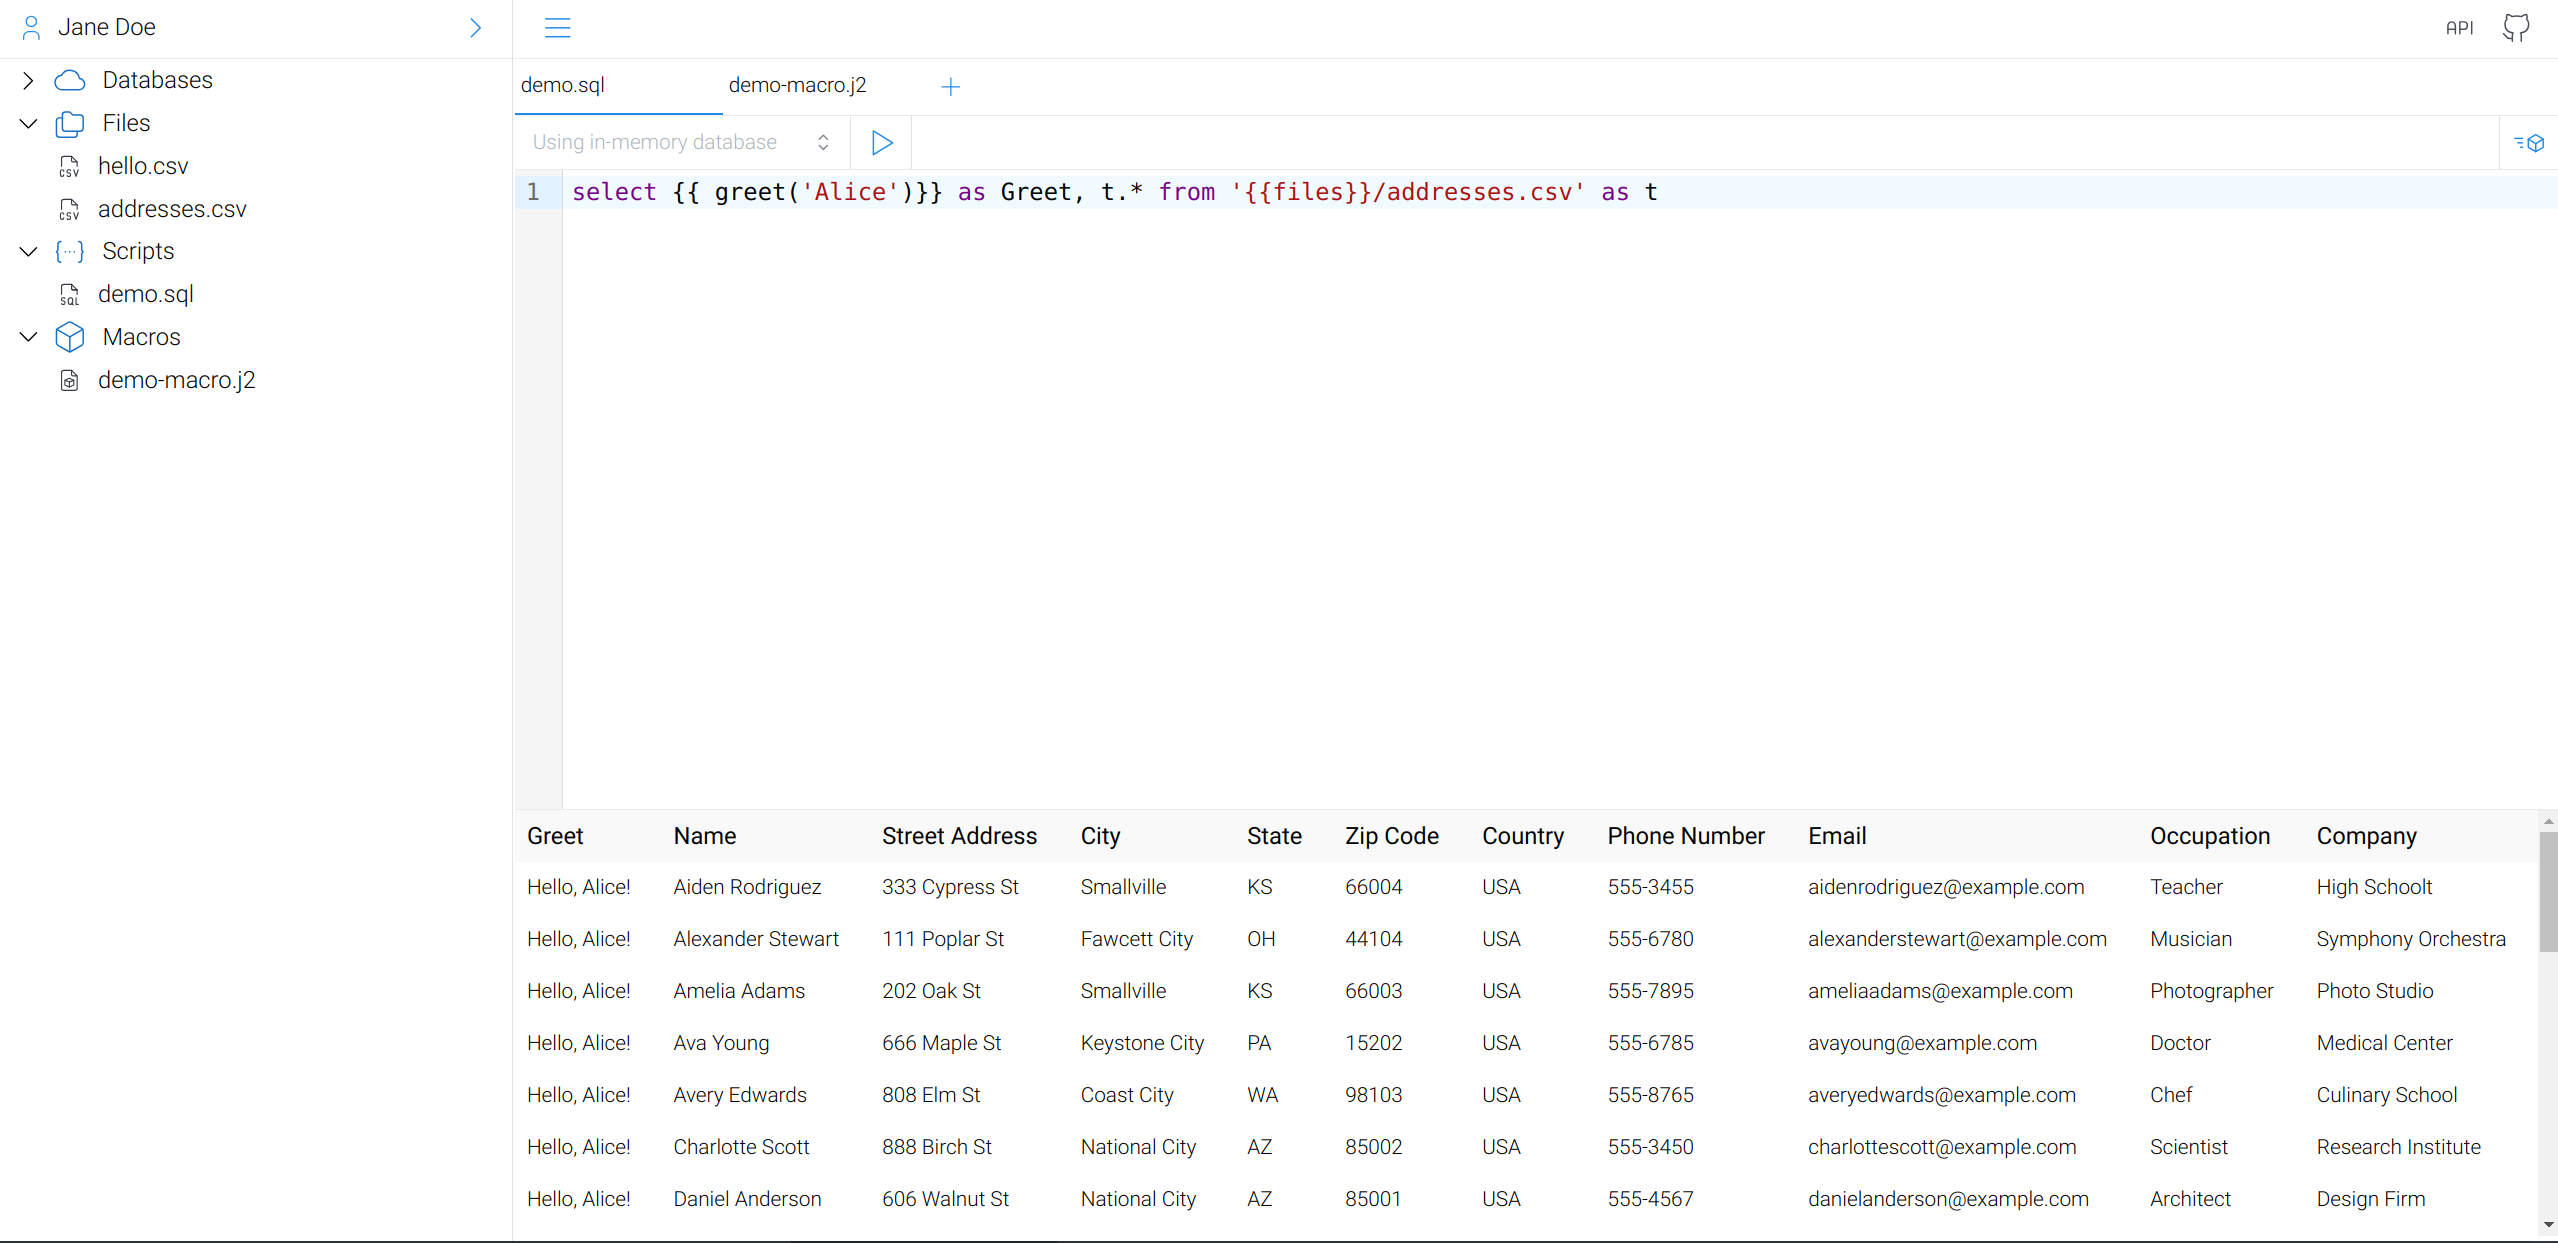 Jane Doe
API
Databases
Files
CSV hello.csv
CSV addresses.csv
{...} Scripts
SQL demo.sql
Macros
demo-macro.j2
demo.sql demo-macro.j2 +
Using in-memory database
1 select {{ greet('Alice')}} as Greet, t.* from '{{files}}/addresses.csv' as t
Greet Name Street Address City State Zip Code Country Phone Number Email Occupation Company
Hello, Alice! Aiden Rodriguez 333 Cypress St Smallville KS 66004 USA 555-3455 aidenrodriguez@example.com Teacher High Schoolt
Hello, Alice! Alexander Stewart 111 Poplar St Fawcett City OH 44104 USA 555-6780 alexanderstewart@example.com Musician Symphony Orchestra
Hello, Alice! Amelia Adams 202 Oak St Smallville KS 66003 USA 555-7895 ameliaadams@example.com Photographer Photo Studio
Hello, Alice! Ava Young 666 Maple St Keystone City PA 15202 USA 555-6785 avayoung@example.com Doctor Medical Center
Hello, Alice! Avery Edwards 808 Elm St Coast City WA 98103 USA 555-8765 averyedwards@example.com Chef Culinary School
Hello, Alice! Charlotte Scott 888 Birch St National City AZ 85002 USA 555-3450 charlottescott@example.com Scientist Research Institute
Hello, Alice! Daniel Anderson 606 Walnut St National City AZ 85001 USA 555-4567 danielanderson@example.com Architect Design Firm